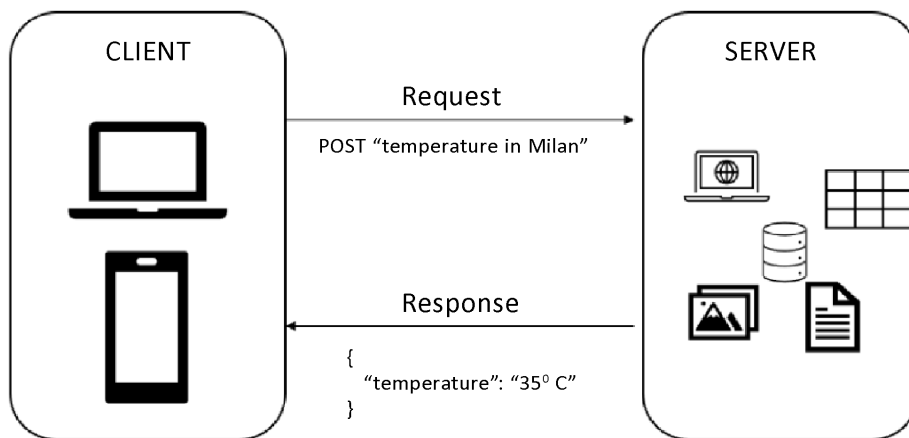 CLIENT
SERVER
Request
POST “temperature in Milan”
Response
{
“temperature”: “35⁰ C”
}